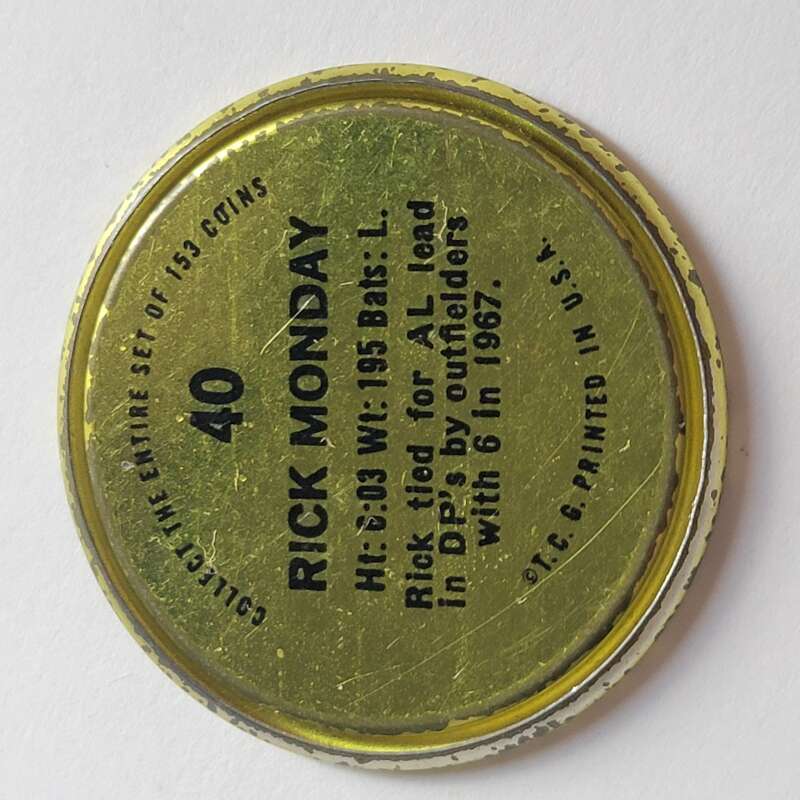 COLLECT THE ENTIRE SET OF 153 COINS
40
RICK MONDAY
Ht: 6:03 Wt: 195 Bats: L.
Rick tied for AL lead
in DP's by outfielders
with 6 in 1967.
©T. C. G. PRINTED IN U.S.A.